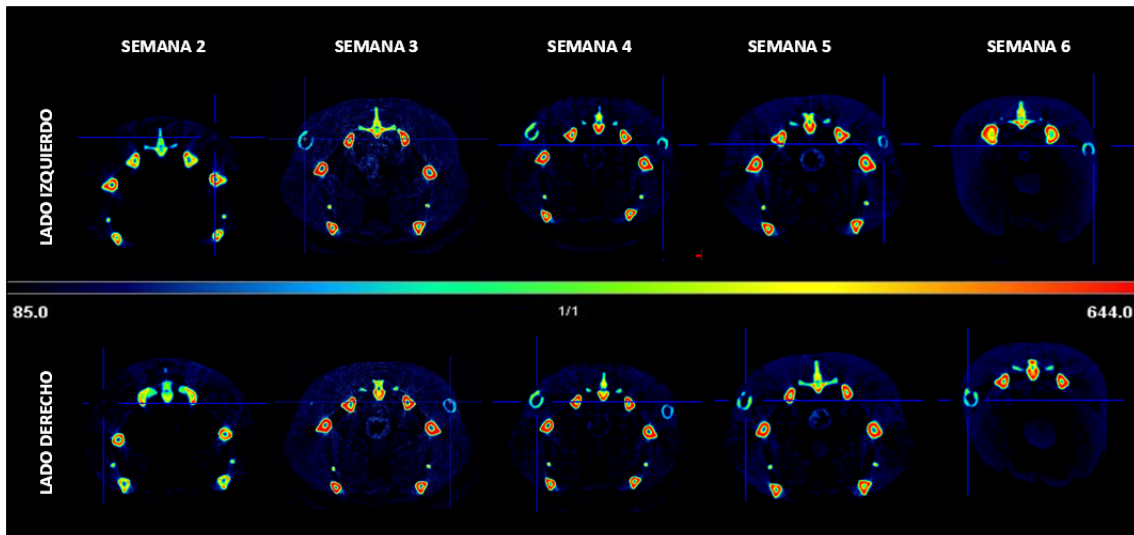 SEMANA 2
SEMANA 3
SEMANA 4
SEMANA 5
SEMANA 6
LADO IZQUIERDO
85.0
1/1
644.0
LADO DERECHO